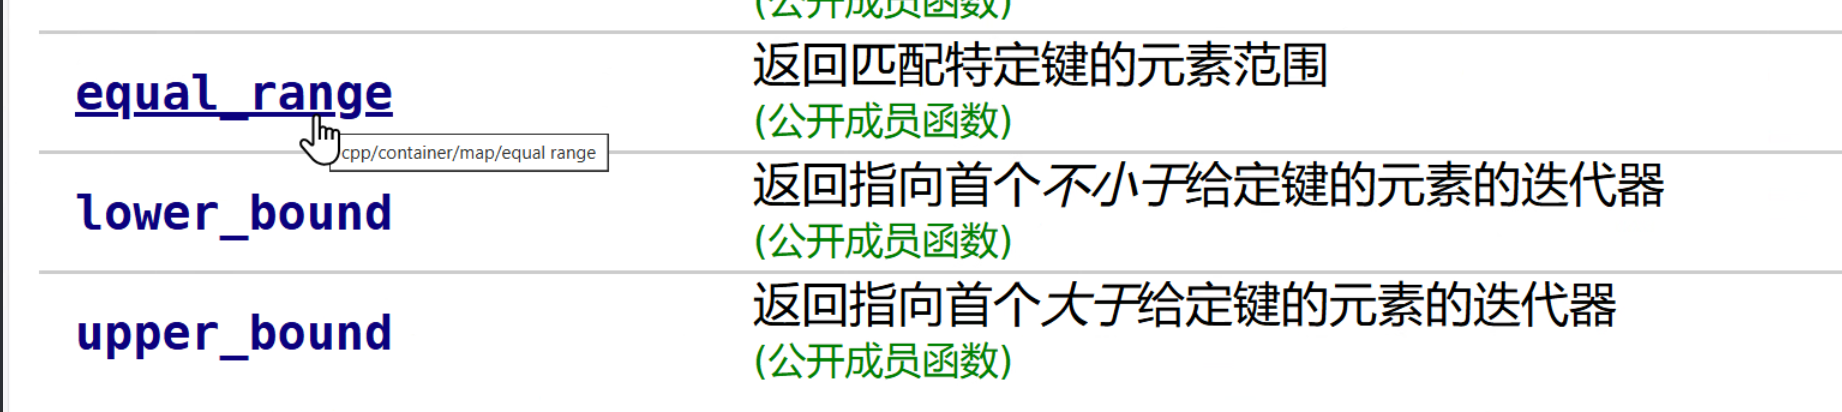 (公开成员函数)
equal_range
返回匹配特定键的元素范围
(公开成员函数)
cpp/container/map/equal range
lower_bound
返回指向首个不小于给定键的元素的迭代器
(公开成员函数)
upper_bound
返回指向首个大于给定键的元素的迭代器
(公开成员函数)